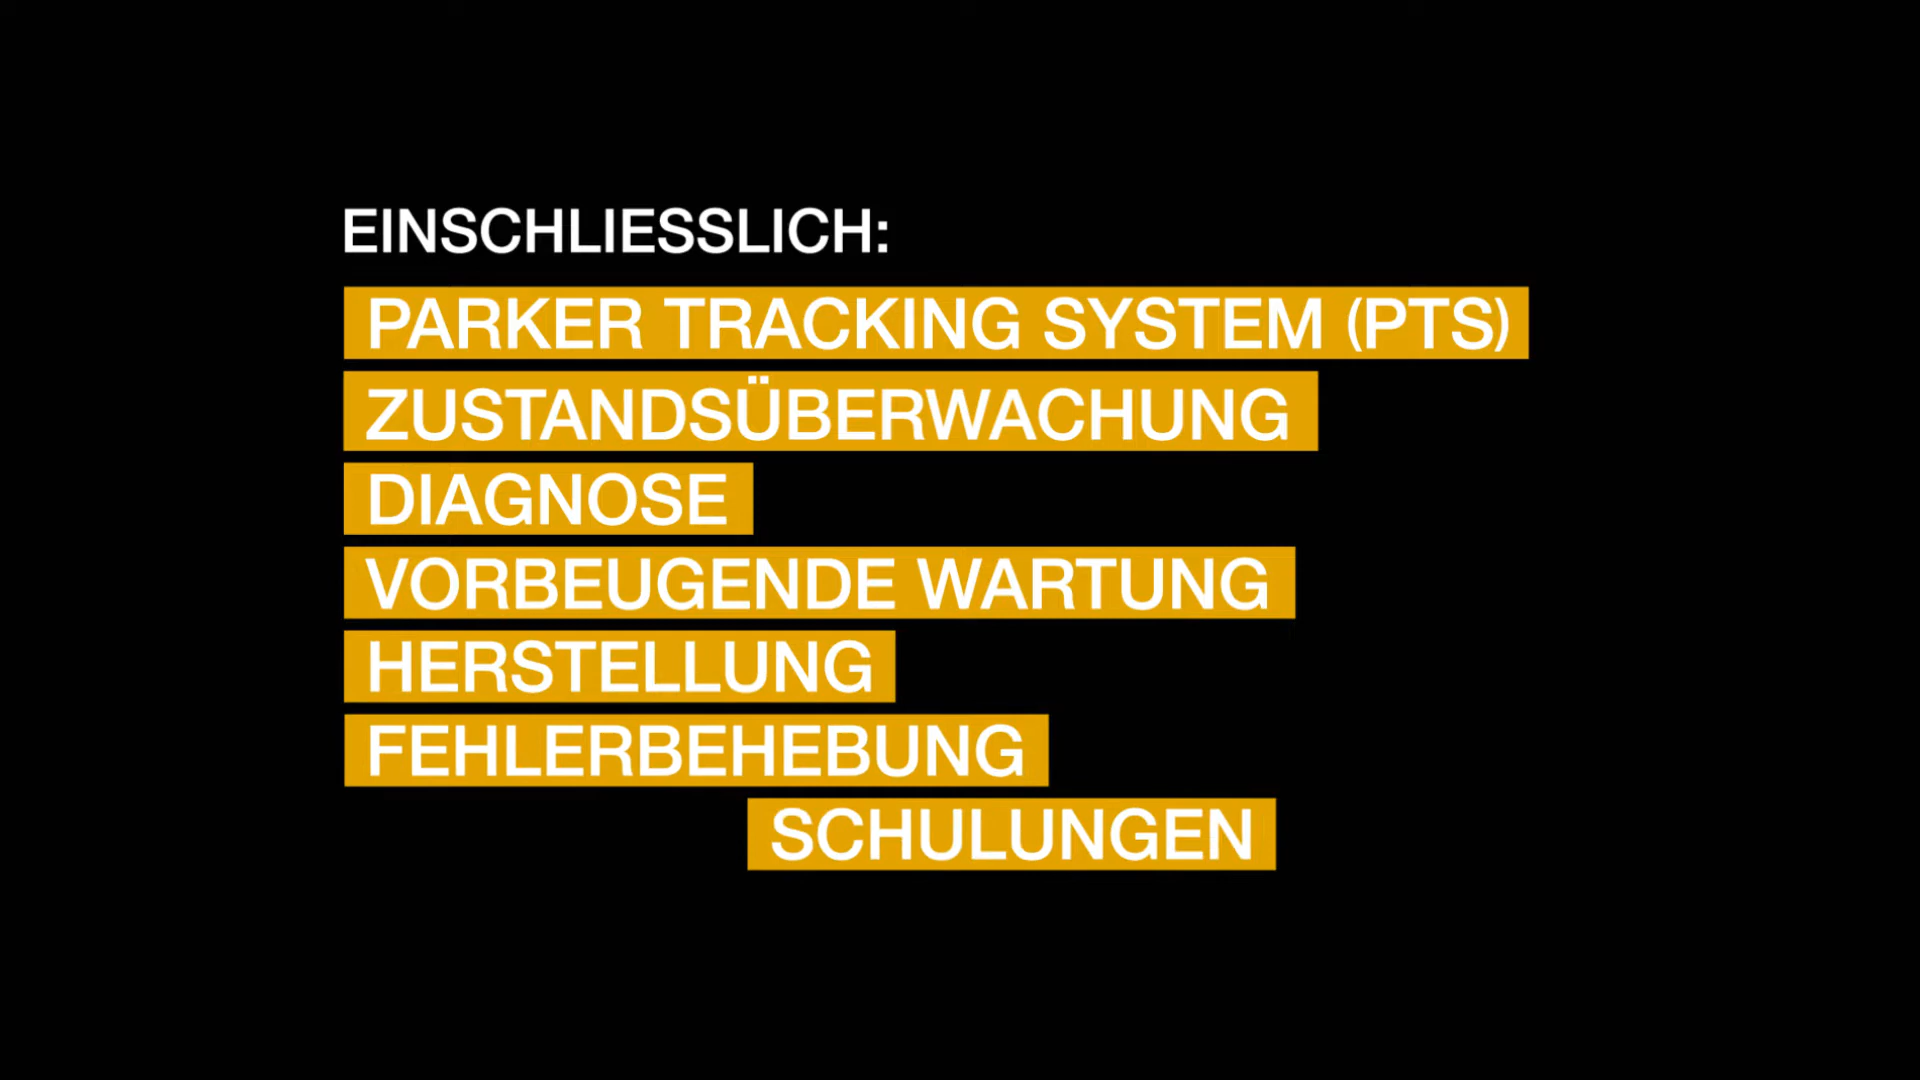 EINSCHLIESSLICH:
PARKER TRACKING SYSTEM (PTS)
ZUSTANDSÜBERWACHUNG
DIAGNOSE
VORBEUGENDE WARTUNG
HERSTELLUNG
FEHLERBEHEBUNG
SCHULUNGEN